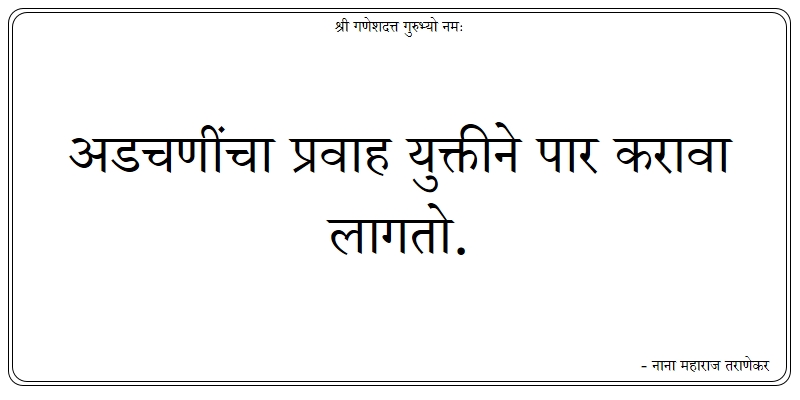 श्री गणेशदत्त गुरुभ्यो नमः
अडचणींचा प्रवाह युक्तीने पार करावा
लागतो.
- नाना महाराज तराणेकर